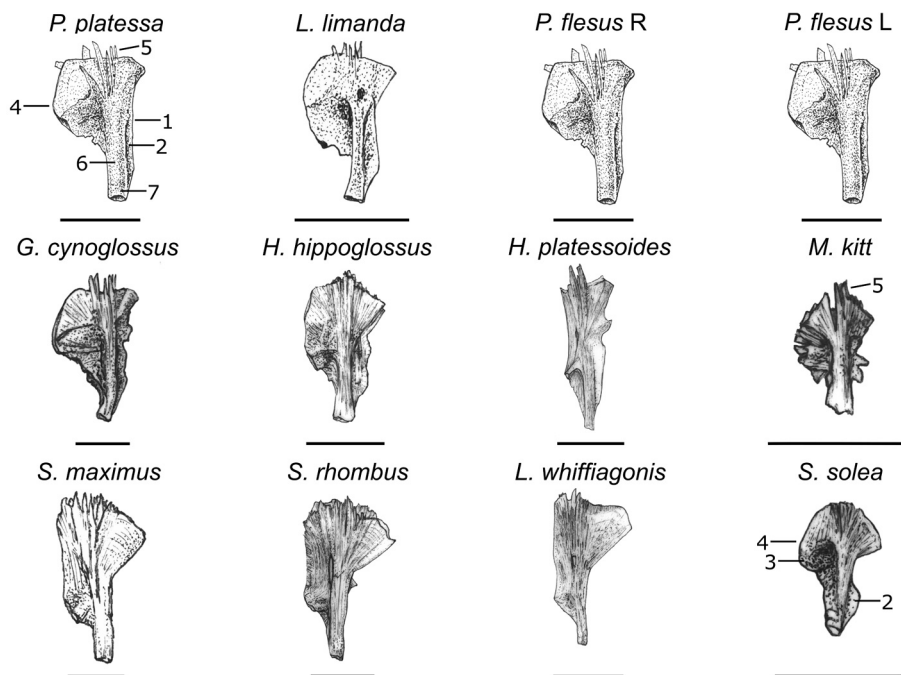 P. platessa
L. limanda
P. flesus R
P. flesus L
5
4
1
2
6
7
G. cynoglossus
H. hippoglossus
H. platessoides
M. kitt
5
S. maximus
S. rhombus
L. whiffiagonis
S. solea
4
3
2